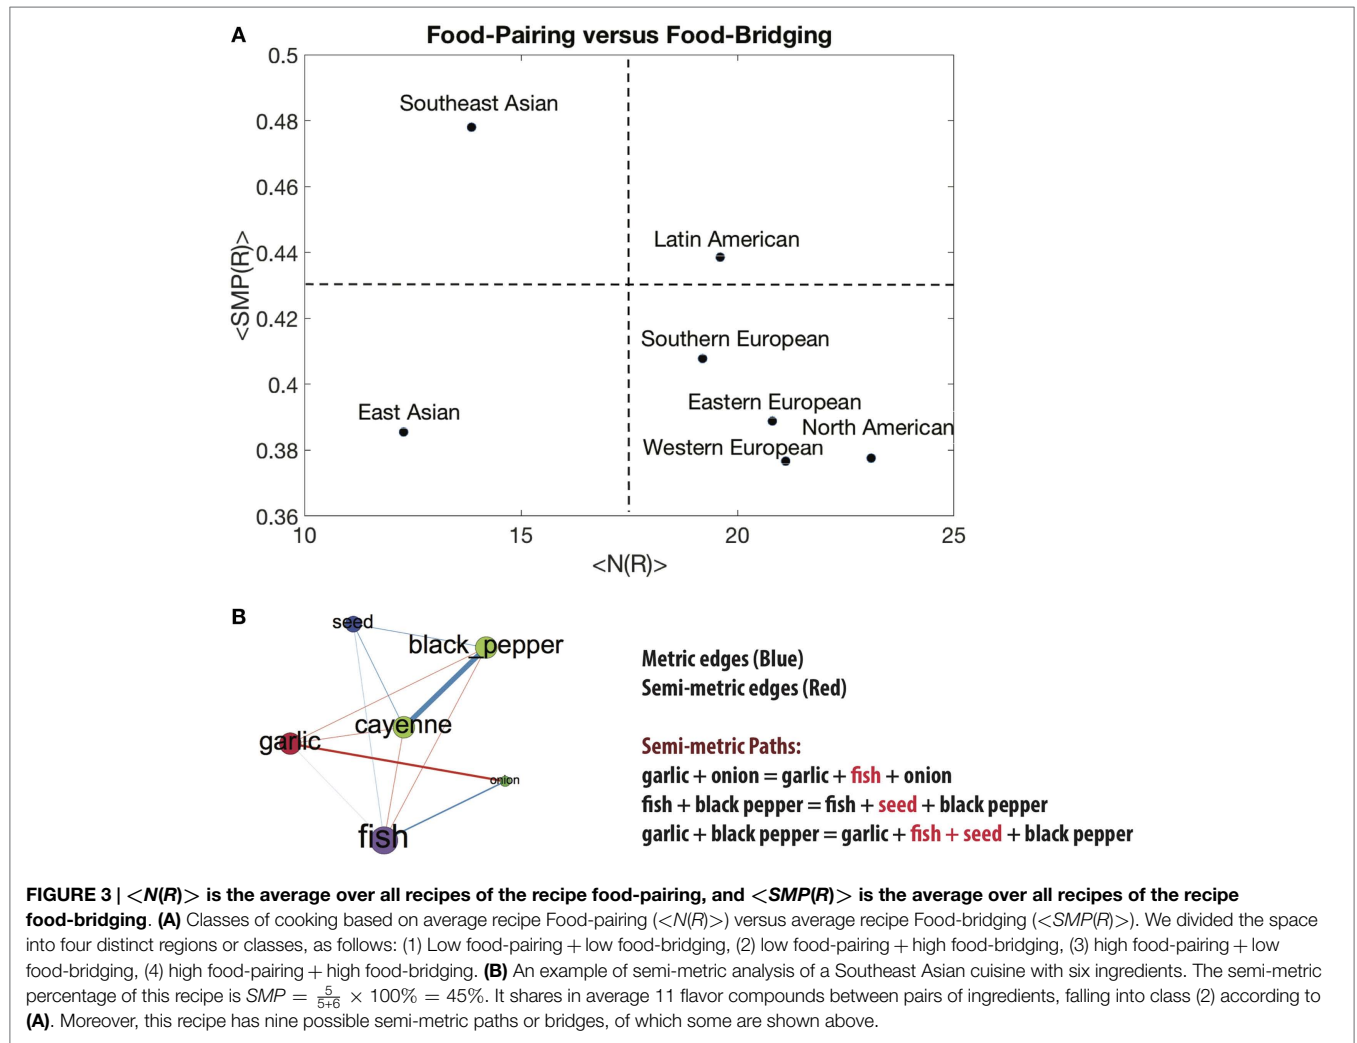 A
Food-Pairing versus Food-Bridging
0.5
Southeast Asian
0.48
0.46
Latin American
0.44
<SMP(R)>
0.42
Southern European
0.4
Eastern European
East Asian
North American
Western European
0.38
0.36
10
15
20
25
<N(R)>
B
seed
black_pepper
cayenne
garlic
onion
fish
Metric edges (Blue)
Semi-metric edges (Red)
Semi-metric Paths:
garlic + onion = garlic + fish + onion
fish + black pepper = fish + seed + black pepper
garlic + black pepper = garlic + fish + seed + black pepper
FIGURE 3 | <N(R)> is the average over all recipes of the recipe food-pairing, and <SMP(R)> is the average over all recipes of the recipe
food-bridging. (A) Classes of cooking based on average recipe Food-pairing (<N(R)>) versus average recipe Food-bridging (<SMP(R)>). We divided the space
into four distinct regions or classes, as follows: (1) Low food-pairing + low food-bridging, (2) low food-pairing + high food-bridging, (3) high food-pairing + low
food-bridging, (4) high food-pairing + high food-bridging. (B) An example of semi-metric analysis of a Southeast Asian cuisine with six ingredients. The semi-metric
percentage of this recipe is SMP = 5/(5+6) × 100% = 45%. It shares in average 11 flavor compounds between pairs of ingredients, falling into class (2) according to
(A). Moreover, this recipe has nine possible semi-metric paths or bridges, of which some are shown above.